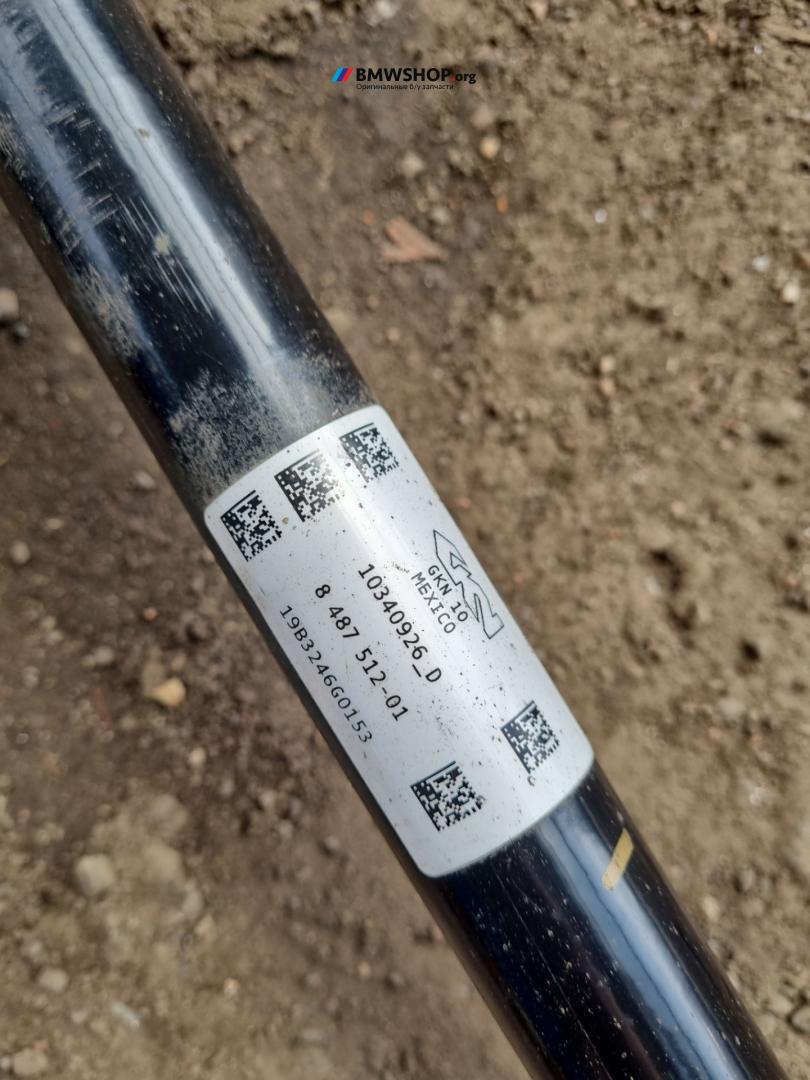 BMWSHOP.org
Оригинальные б/у запчасти
GKN 10
MEXICO
10340926_D
8 487 512-01
19B3246G0153